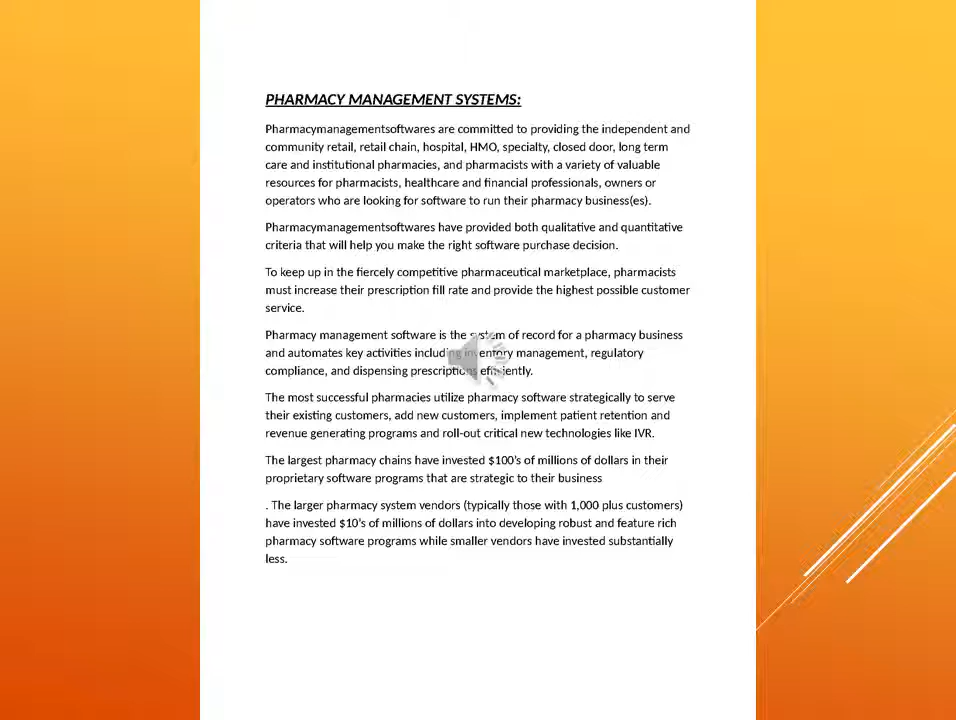 PHARMACY MANAGEMENT SYSTEMS:
Pharmacymanagementsoftwares are committed to providing the independent and
community retail, retail chain, hospital, HMO, specialty, closed door, long term
care and institutional pharmacies, and pharmacists with a variety of valuable
resources for pharmacists, healthcare and financial professionals, owners or
operators who are looking for software to run their pharmacy business(es).
Pharmacymanagementsoftwares have provided both qualitative and quantitative
criteria that will help you make the right software purchase decision.
To keep up in the fiercely competitive pharmaceutical marketplace, pharmacists
must increase their prescription fill rate and provide the highest possible customer
service.
Pharmacy management software is the system of record for a pharmacy business
and automates key activities including inventory management, regulatory
compliance, and dispensing prescriptions efficiently.
The most successful pharmacies utilize pharmacy software strategically to serve
their existing customers, add new customers, implement patient retention and
revenue generating programs and roll-out critical new technologies like IVR.
The largest pharmacy chains have invested $100's of millions of dollars in their
proprietary software programs that are strategic to their business
. The larger pharmacy system vendors (typically those with 1,000 plus customers)
have invested $10's of millions of dollars into developing robust and feature rich
pharmacy software programs while smaller vendors have invested substantially
less.